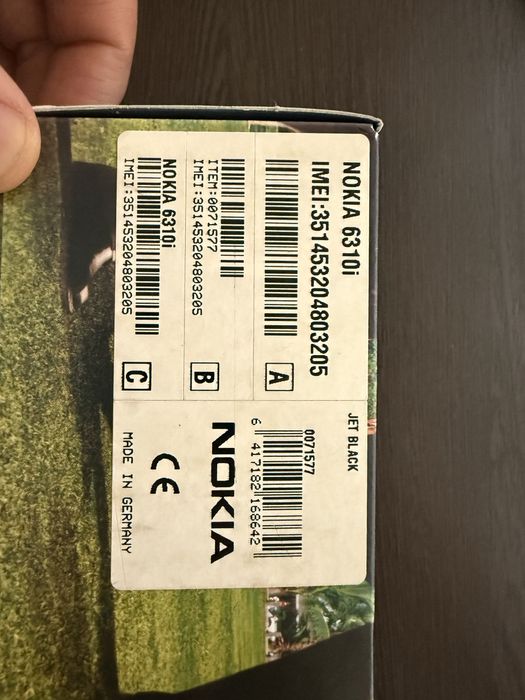 NOKIA 6310i
IMEI:351453204803205
A
ITEM:0071577
IMEI:351453204803205
B
NOKIA 6310i
IMEI:351453204803205
C
JET BLACK
0071577
6 417182 168642
NOKIA
CE
MADE IN GERMANY